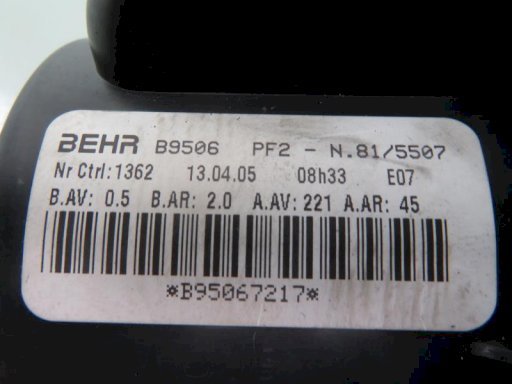 BEHR B9506 PF2 - N.81/5507
Nr Ctrl:1362 13.04.05 08h33 E07
B.AV: 0.5 B.AR: 2.0 A.AV: 221 A.AR: 45
*B95067217*